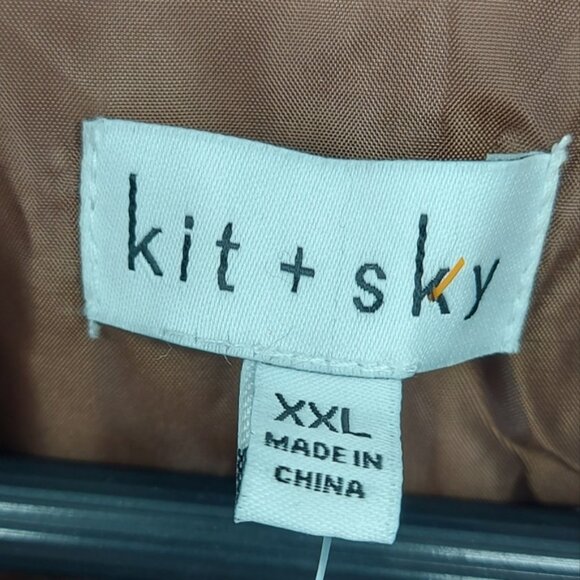 kit + sky
XXL
MADE IN
CHINA